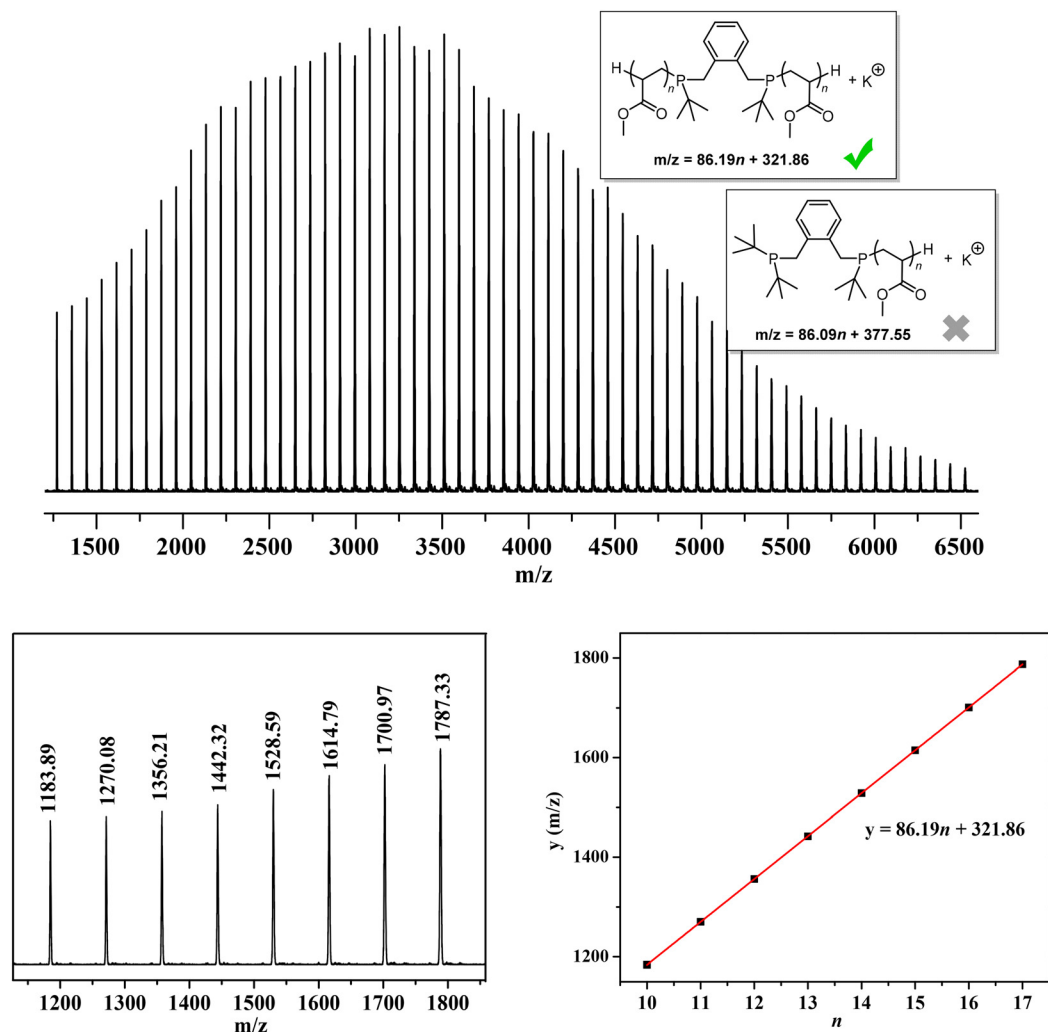 H
n
P
P
n
H
+ K⊕
O
O
O
O
m/z = 86.19n + 321.86
P
P
n
H
+ K⊕
O
O
m/z = 86.09n + 377.55
1500 2000 2500 3000 3500 4000 4500 5000 5500 6000 6500
m/z
1183.89
1270.08
1356.21
1442.32
1528.59
1614.79
1700.97
1787.33
1200 1300 1400 1500 1600 1700 1800
m/z
y (m/z)
1800
1600
1400
1200
y = 86.19n + 321.86
10 11 12 13 14 15 16 17
n